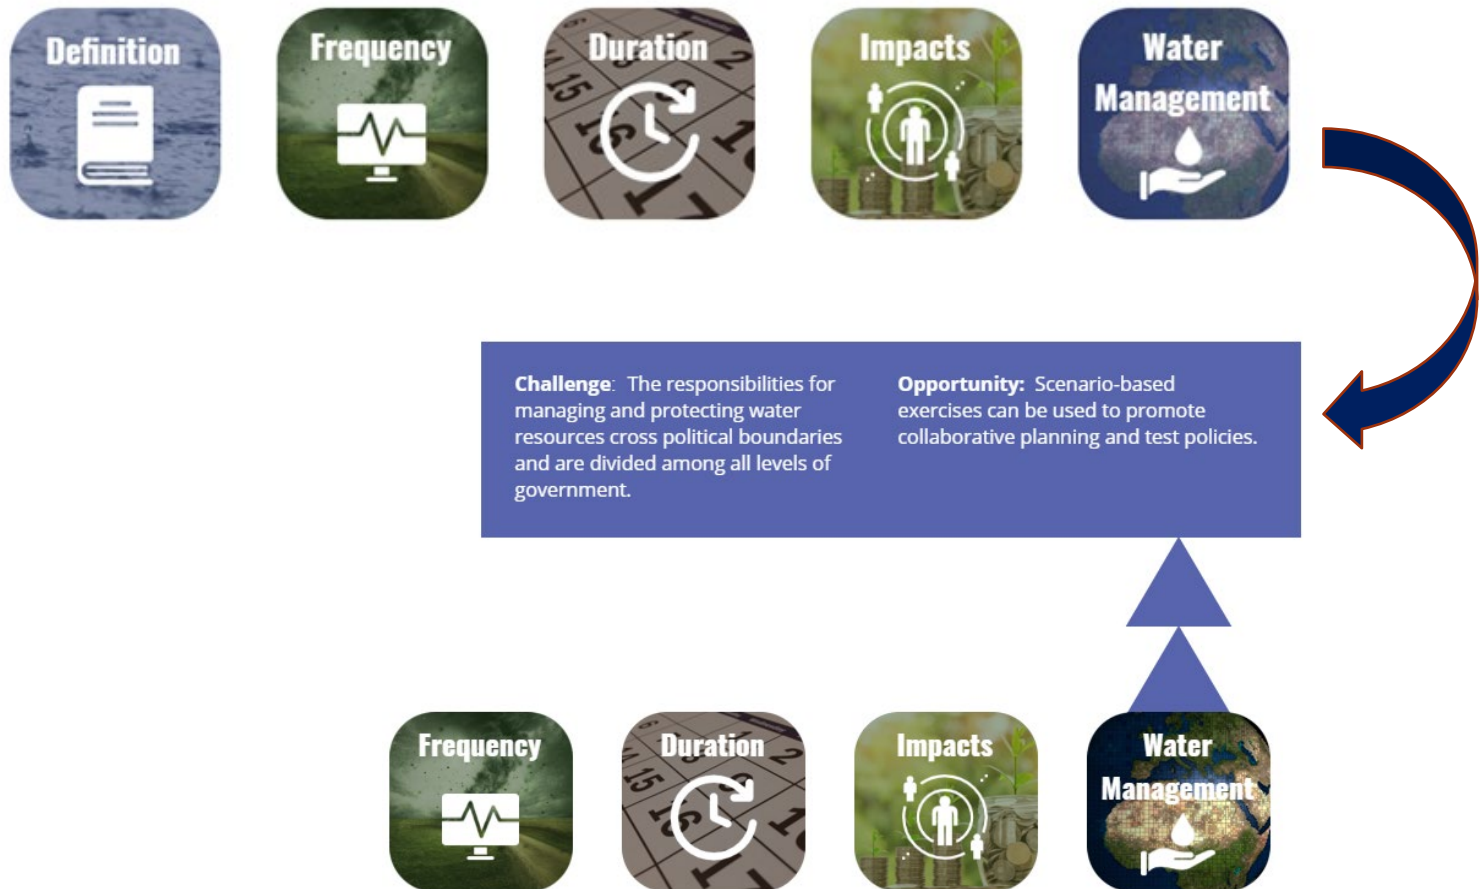 Definition
Frequency
Duration
Impacts
Water
Management
Challenge: The responsibilities for
managing and protecting water
resources cross political boundaries
and are divided among all levels of
government.
Opportunity: Scenario-based
exercises can be used to promote
collaborative planning and test policies.
Frequency
Duration
Impacts
Water
Management